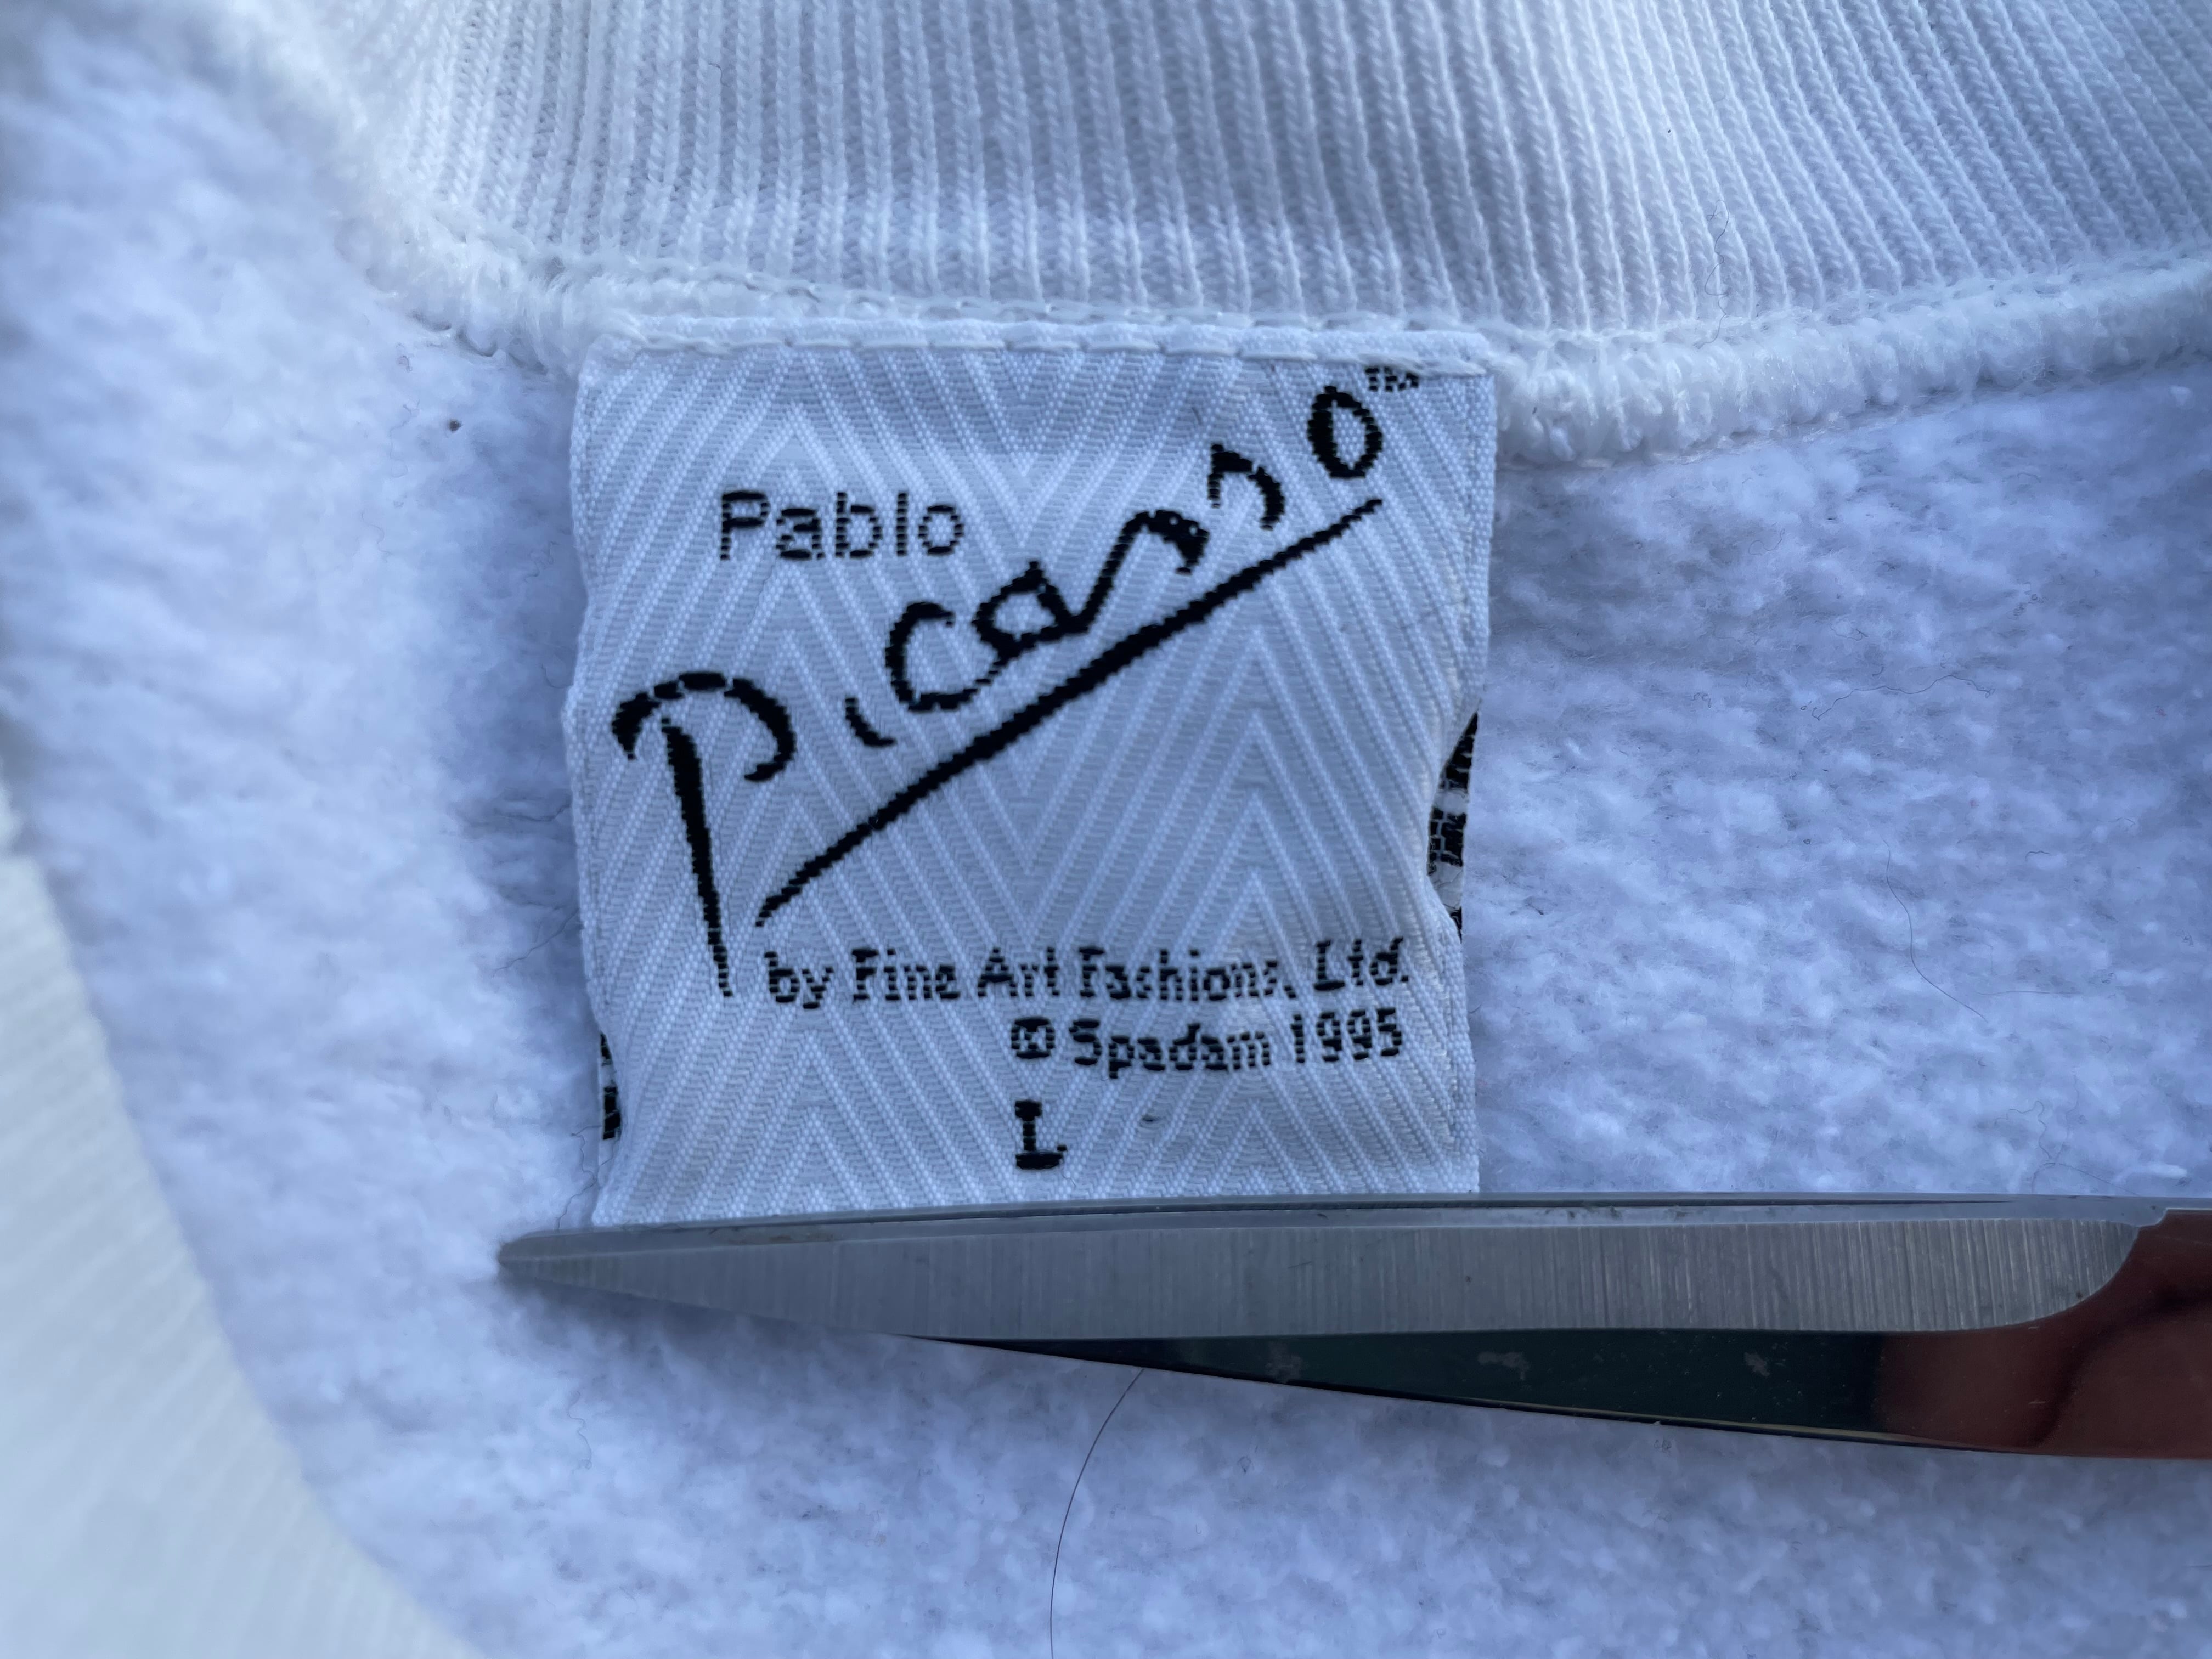 Pablo
Picasso™
by Fine Art Fashions, Ltd.
© Spadam 1995
L